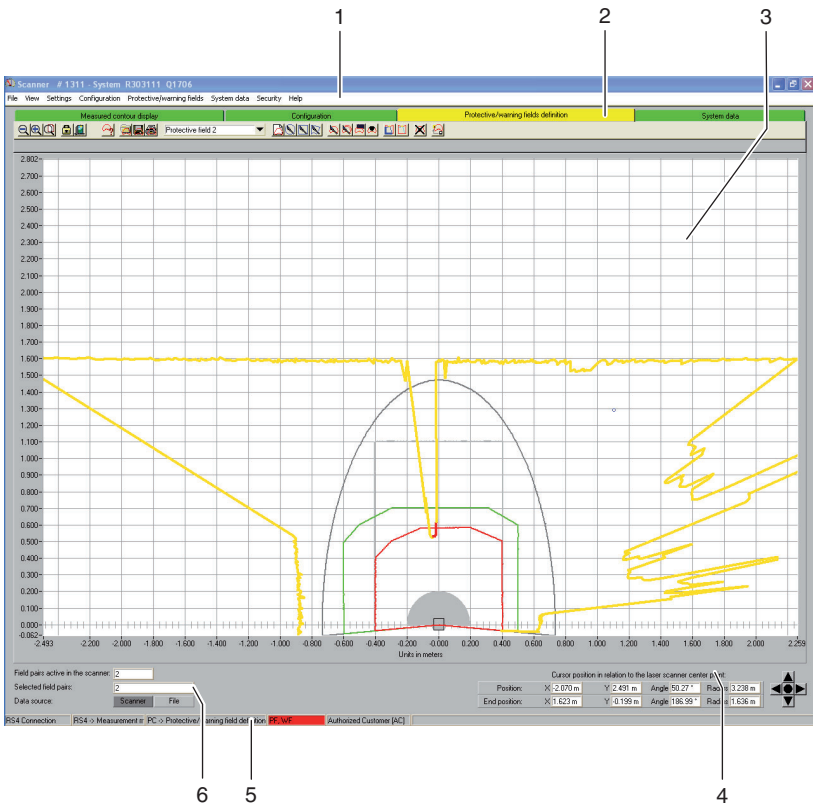 1
2
3
Scanner # 1311 - System R303111 Q1706
File View Settings Configuration Protective/warning fields System data Security Help
Measured contour display Configuration Protective/warning fields definition System data
Protective field 2
2.802
2.700
2.600
2.500
2.400
2.300
2.200
2.100
2.000
1.900
1.800
1.700
1.600
1.500
1.400
1.300
1.200
1.100
1.000
0.900
0.800
0.700
0.600
0.500
0.400
0.300
0.200
0.100
0.000
-0.062
-2.493 -2.200 -2.000 -1.800 -1.600 -1.400 -1.200 -1.000 -0.800 -0.600 -0.400 -0.200 0.000 0.200 0.400 0.600 0.800 1.000 1.200 1.400 1.600 1.800 2.000 2.259
Units in meters
Field pairs active in the scanner: 2
Selected field pairs: 2
Data source: Scanner File
Cursor position in relation to the laser scanner center point:
Position: X -2.070 m Y 2.491 m Angle 50.27 ° Radius 3.238 m
End position: X 1.623 m Y -0.199 m Angle 186.99 ° Radius 1.636 m
RS4 Connection RS4 -> Measurement m PC -> Protective/warning field definition PF, WF Authorized Customer [AC]
6
5
4